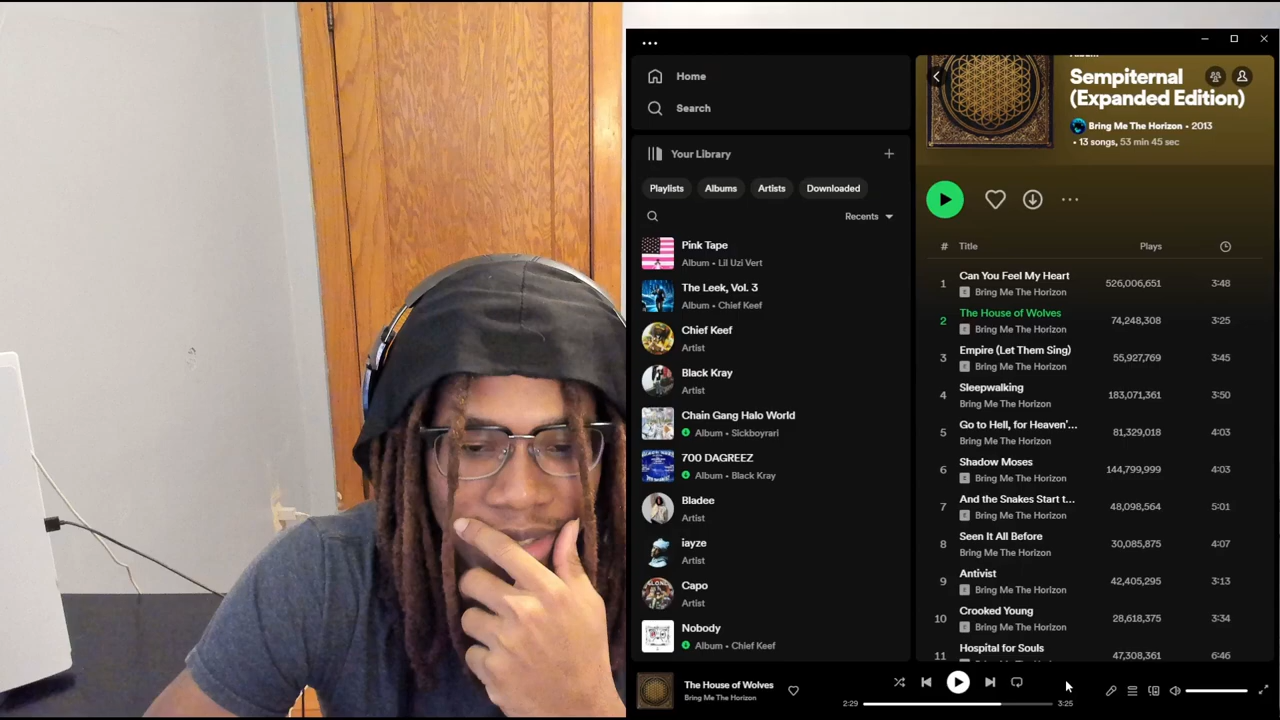 Home
Search
Your Library
Playlists Albums Artists Downloaded
Recents
Pink Tape
Album • Lil Uzi Vert
The Leek, Vol. 3
Album • Chief Keef
Chief Keef
Artist
Black Kray
Artist
Chain Gang Halo World
Album • Sickboyrari
700 DAGREEZ
Album • Black Kray
Bladee
Artist
iayze
Artist
Capo
Artist
Nobody
Album • Chief Keef
Sempiternal
(Expanded Edition)
Bring Me The Horizon • 2013
• 13 songs, 53 min 45 sec
# Title Plays
1 Can You Feel My Heart 526,006,651 3:48
E Bring Me The Horizon
2 The House of Wolves 74,248,308 3:25
E Bring Me The Horizon
3 Empire (Let Them Sing) 55,927,769 3:45
E Bring Me The Horizon
4 Sleepwalking 183,071,361 3:50
Bring Me The Horizon
5 Go to Hell, for Heaven'... 81,329,018 4:03
Bring Me The Horizon
6 Shadow Moses 144,799,999 4:03
E Bring Me The Horizon
7 And the Snakes Start t... 48,098,564 5:01
E Bring Me The Horizon
8 Seen It All Before 30,085,875 4:07
Bring Me The Horizon
9 Antivist 42,405,295 3:13
E Bring Me The Horizon
10 Crooked Young 28,618,375 3:34
E Bring Me The Horizon
11 Hospital for Souls 47,308,361 6:46
The House of Wolves
Bring Me The Horizon
2:29 3:25